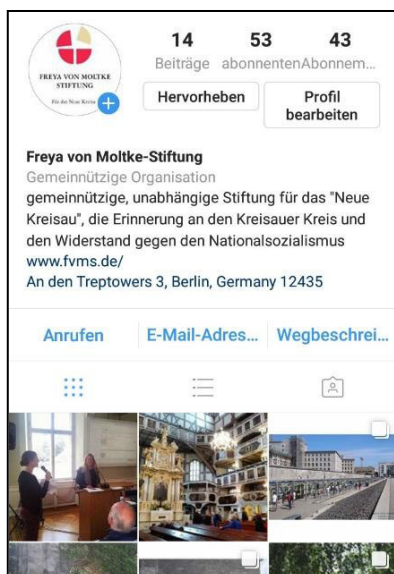 FREYA VON MOLTKE
STIFTUNG
Für das Neue Kreisau
14 53 43
Beiträge abonnenten Abonnem...
Hervorheben
Profil
bearbeiten
Freya von Moltke-Stiftung
Gemeinnützige Organisation
gemeinnützige, unabhängige Stiftung für das "Neue
Kreisau", die Erinnerung an den Kreisauer Kreis und
den Widerstand gegen den Nationalsozialismus
www.fvms.de/
An den Treptowers 3, Berlin, Germany 12435
Anrufen E-Mail-Adres... Wegbeschrei...